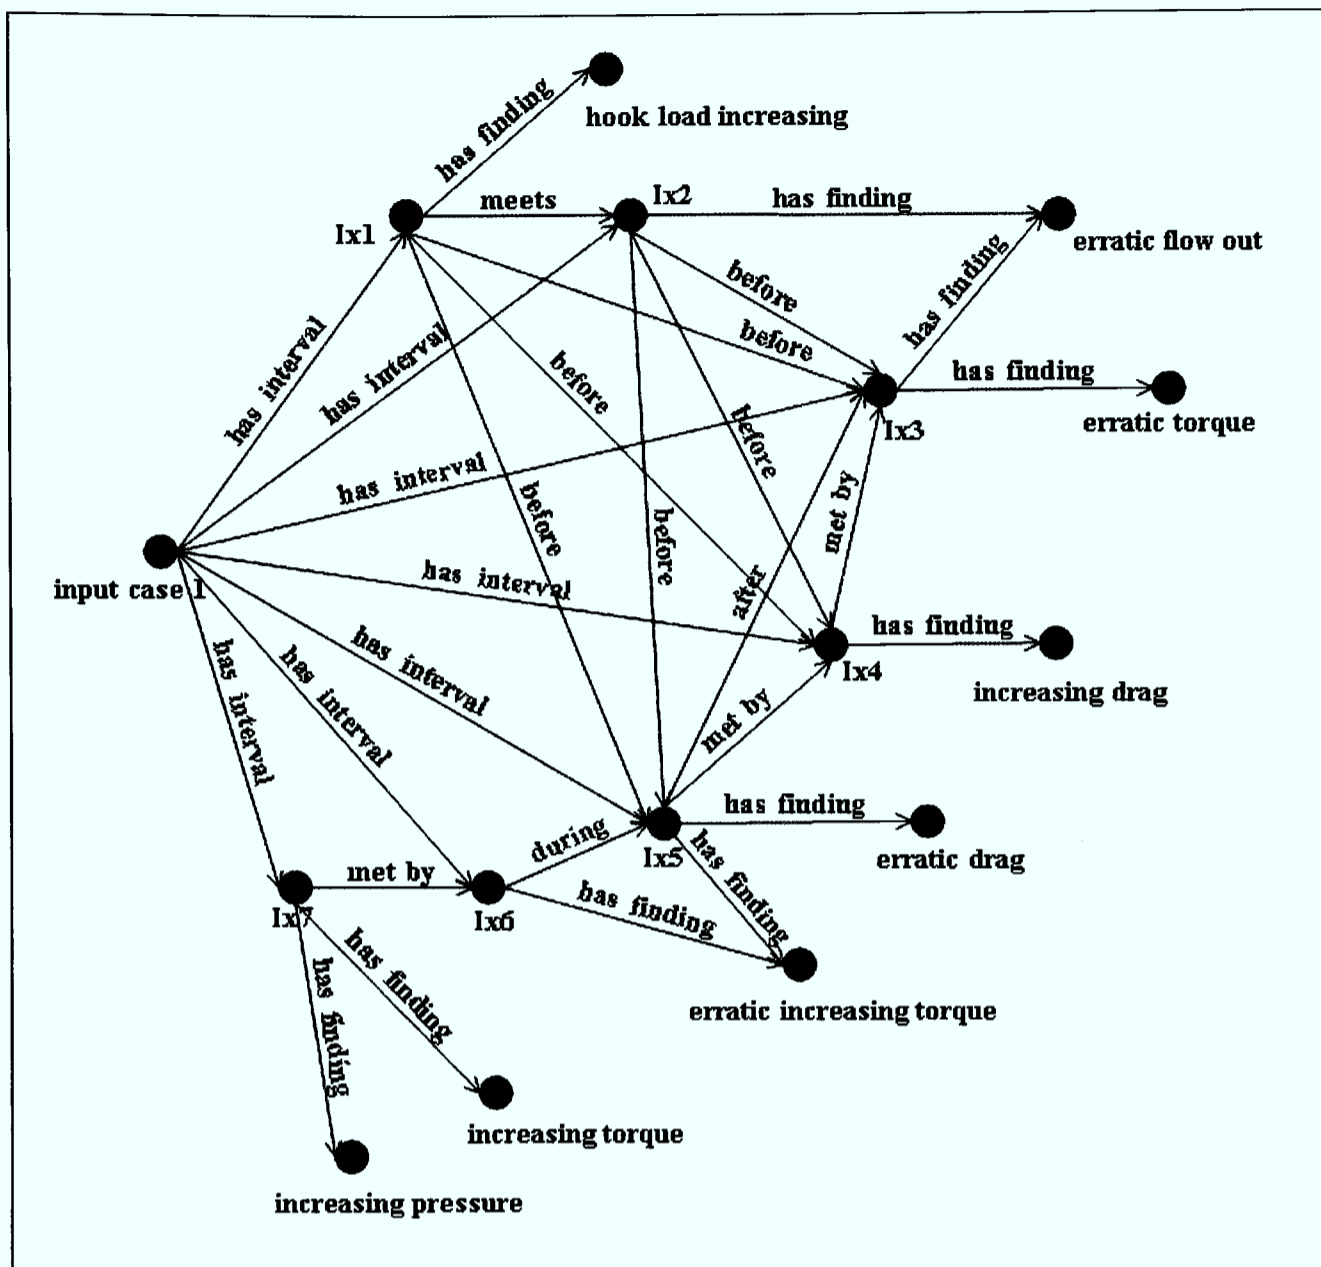 has finding
hook load increasing
meets
Ix2
has finding
Ix1
erratic flow out
before
has finding
before
has interval
has interval
before
has finding
erratic torque
Ix3
before
has interval
before
met by
before
input case 1
has interval
after
has finding
Ix4
increasing drag
has interval
has interval
has interval
met by
has finding
during
Ix5
has finding
erratic drag
met by
Ix7
Ix6
has finding
has finding
has finding
erratic increasing torque
increasing torque
increasing pressure